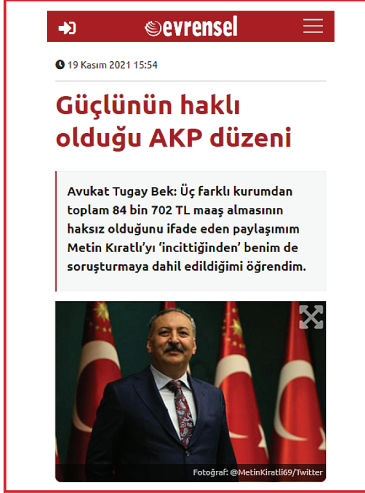 evrensel
19 Kasım 2021 15:54
Güçlünün haklı
olduğu AKP düzeni
Avukat Tugay Bek: Üç farklı kurumdan
toplam 84 bin 702 TL maaş almasının
haksız olduğunu ifade eden paylaşımım
Metin Kıratlı’yı ‘incittiğinden’ benim de
soruşturmaya dahil edildiğimi öğrendim.
Fotoğraf: @MetinKiratli69/Twitter